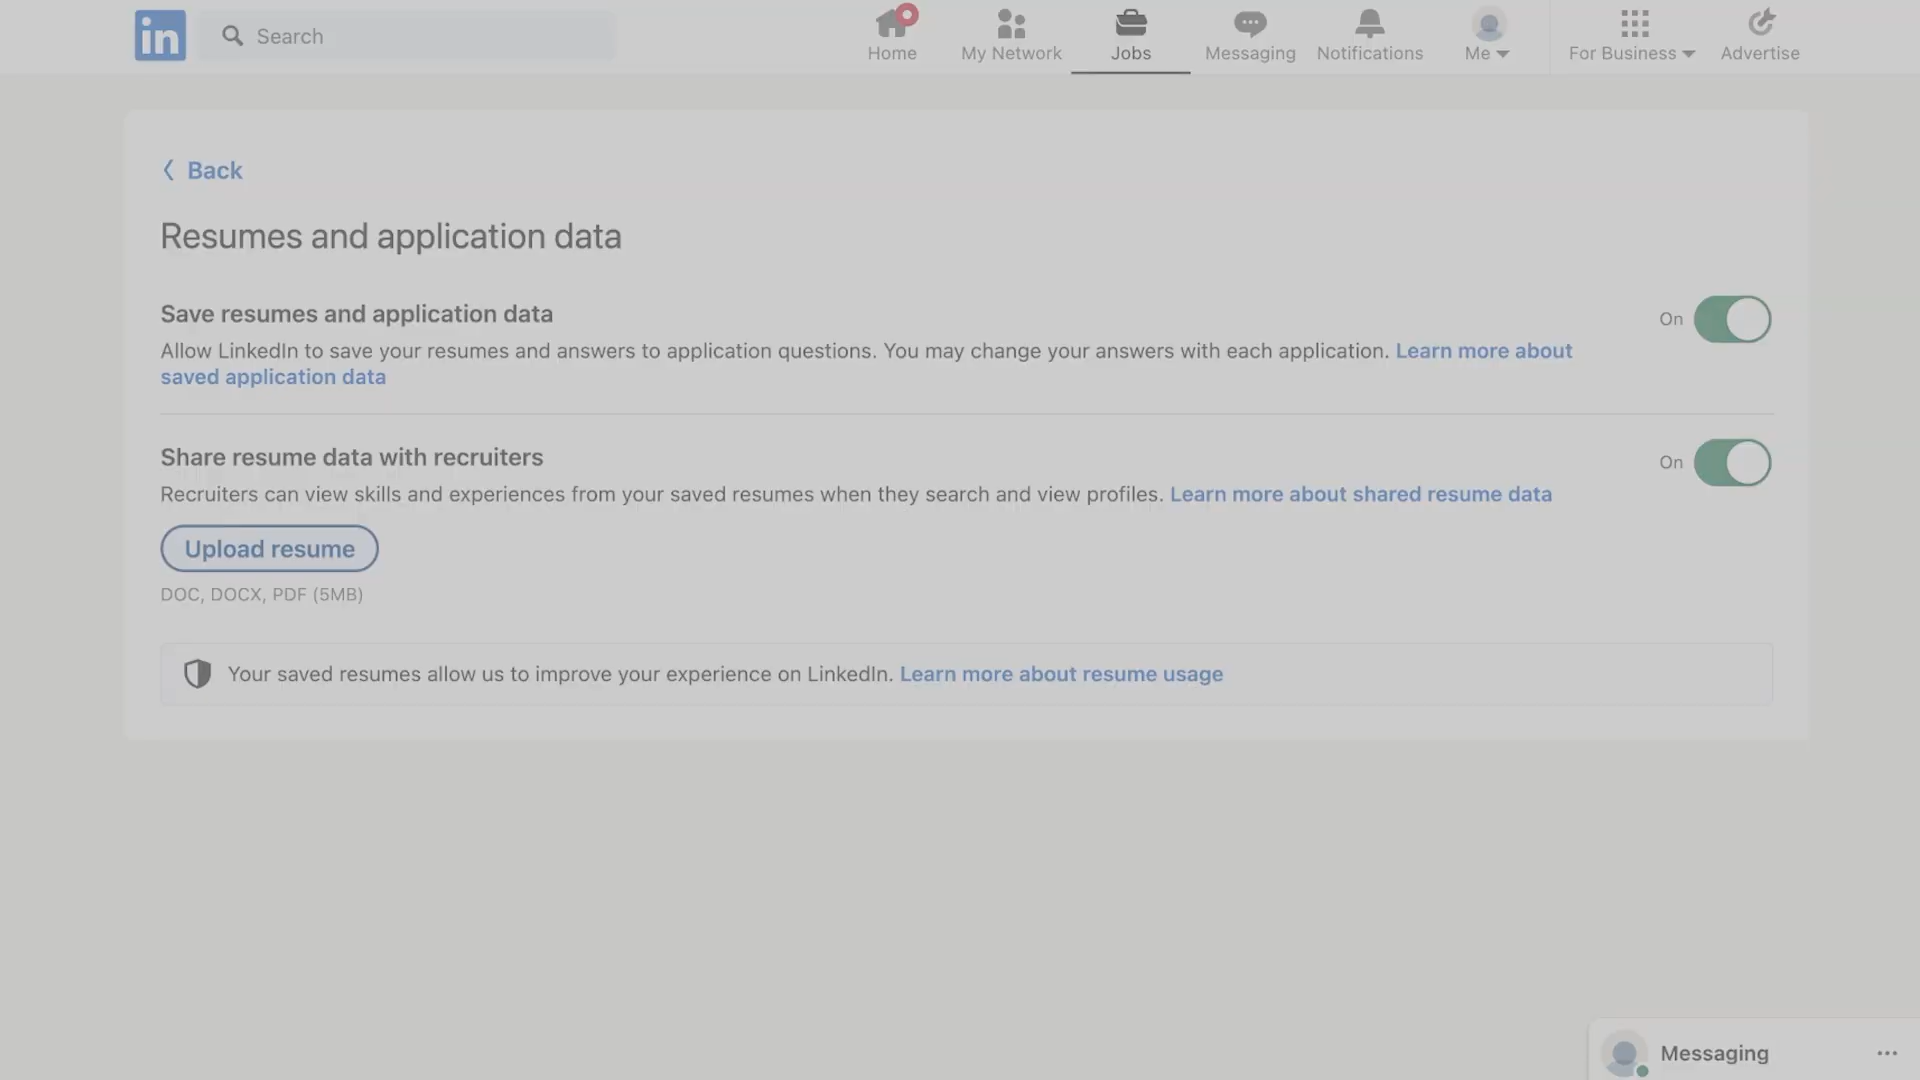 in
Search
Home
My Network
Jobs
Messaging
Notifications
Me
For Business
Advertise
Back
Resumes and application data
Save resumes and application data
On
Allow LinkedIn to save your resumes and answers to application questions. You may change your answers with each application. Learn more about
saved application data
Share resume data with recruiters
On
Recruiters can view skills and experiences from your saved resumes when they search and view profiles. Learn more about shared resume data
Upload resume
DOC, DOCX, PDF (5MB)
Your saved resumes allow us to improve your experience on LinkedIn. Learn more about resume usage
Messaging